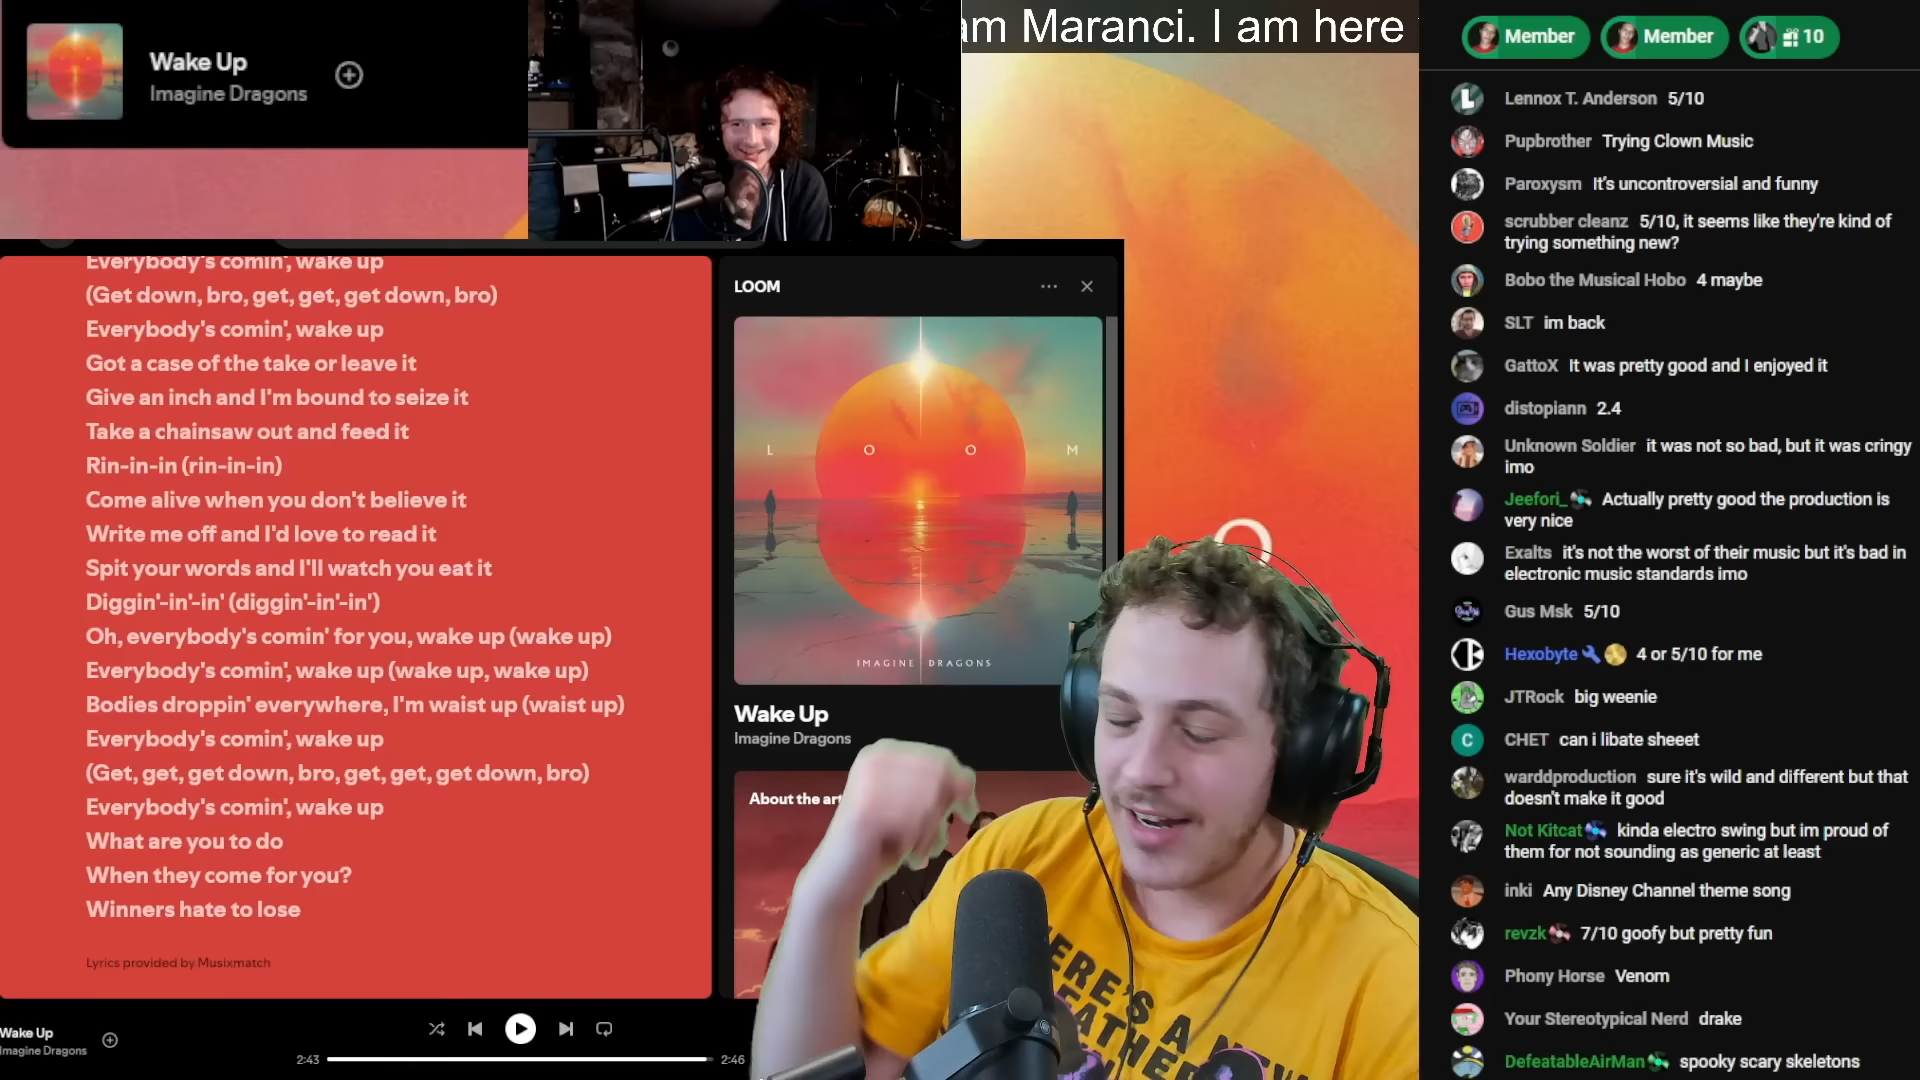 Wake Up
Imagine Dragons
am Maranci. I am here
Everybody's comin', wake up
(Get down, bro, get, get, get down, bro)
Everybody's comin', wake up
Got a case of the take or leave it
Give an inch and I'm bound to seize it
Take a chainsaw out and feed it
Rin-in-in (rin-in-in)
Come alive when you don't believe it
Write me off and I'd love to read it
Spit your words and I'll watch you eat it
Diggin'-in'-in' (diggin'-in'-in')
Oh, everybody's comin' for you, wake up (wake up)
Everybody's comin', wake up (wake up, wake up)
Bodies droppin' everywhere, I'm waist up (waist up)
Everybody's comin', wake up
(Get, get, get down, bro, get, get, get down, bro)
Everybody's comin', wake up
What are you to do
When they come for you?
Winners hate to lose
Lyrics provided by Musixmatch
Wake Up
Imagine Dragons
2:43
2:46
LOOM
L O O M
IMAGINE DRAGONS
Wake Up
Imagine Dragons
About the art
ERE'S A NEW
Member
Member
10
L
Lennox T. Anderson 5/10
Pupbrother Trying Clown Music
Paroxysm It's uncontroversial and funny
scrubber cleanz 5/10, it seems like they're kind of
trying something new?
Bobo the Musical Hobo 4 maybe
SLT im back
GattoX It was pretty good and I enjoyed it
distopiann 2.4
Unknown Soldier it was not so bad, but it was cringy
imo
Jeefori_ Actually pretty good the production is
very nice
Exalts it's not the worst of their music but it's bad in
electronic music standards imo
Gus Msk 5/10
Hexobyte 4 or 5/10 for me
JTRock big weenie
C
CHET can i libate sheeet
warddproduction sure it's wild and different but that
doesn't make it good
Not Kitcat kinda electro swing but im proud of
them for not sounding as generic at least
inki Any Disney Channel theme song
revzk 7/10 goofy but pretty fun
Phony Horse Venom
Your Stereotypical Nerd drake
DefeatableAirMan spooky scary skeletons